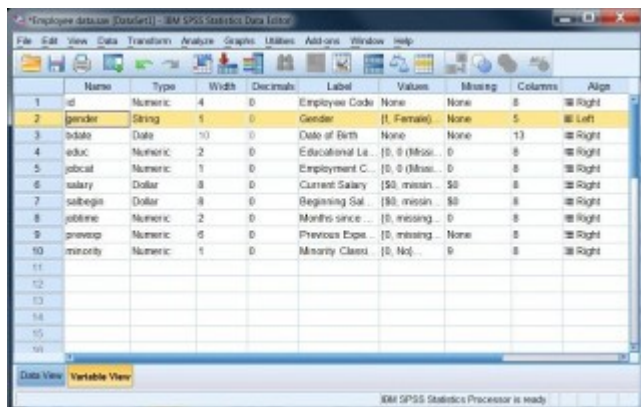 *Employee data.sav [DataSet1] - IBM SPSS Statistics Data Editor
File Edit View Data Transform Analyze Graphs Utilities Add-ons Window Help
Name Type Width Decimals Label Values Missing Columns Align
1 id Numeric 4 0 Employee Code None None 8 Right
2 gender String 1 0 Gender {f, Female}... None 5 Left
3 bdate Date 10 0 Date of Birth None None 13 Right
4 educ Numeric 2 0 Educational Le... {0, 0 (Missi... 0 8 Right
5 jobcat Numeric 1 0 Employment C... {0, 0 (Missi... 0 8 Right
6 salary Dollar 8 0 Current Salary {$0, missin... $0 8 Right
7 salbegin Dollar 8 0 Beginning Sal... {$0, missin... $0 8 Right
8 jobtime Numeric 2 0 Months since ... {0, missing... 0 8 Right
9 prevexp Numeric 6 0 Previous Expe... {0, missing... None 8 Right
10 minority Numeric 1 0 Minority Classi... {0, No}... 9 8 Right
11
12
13
14
15
16
Data View Variable View
IBM SPSS Statistics Processor is ready